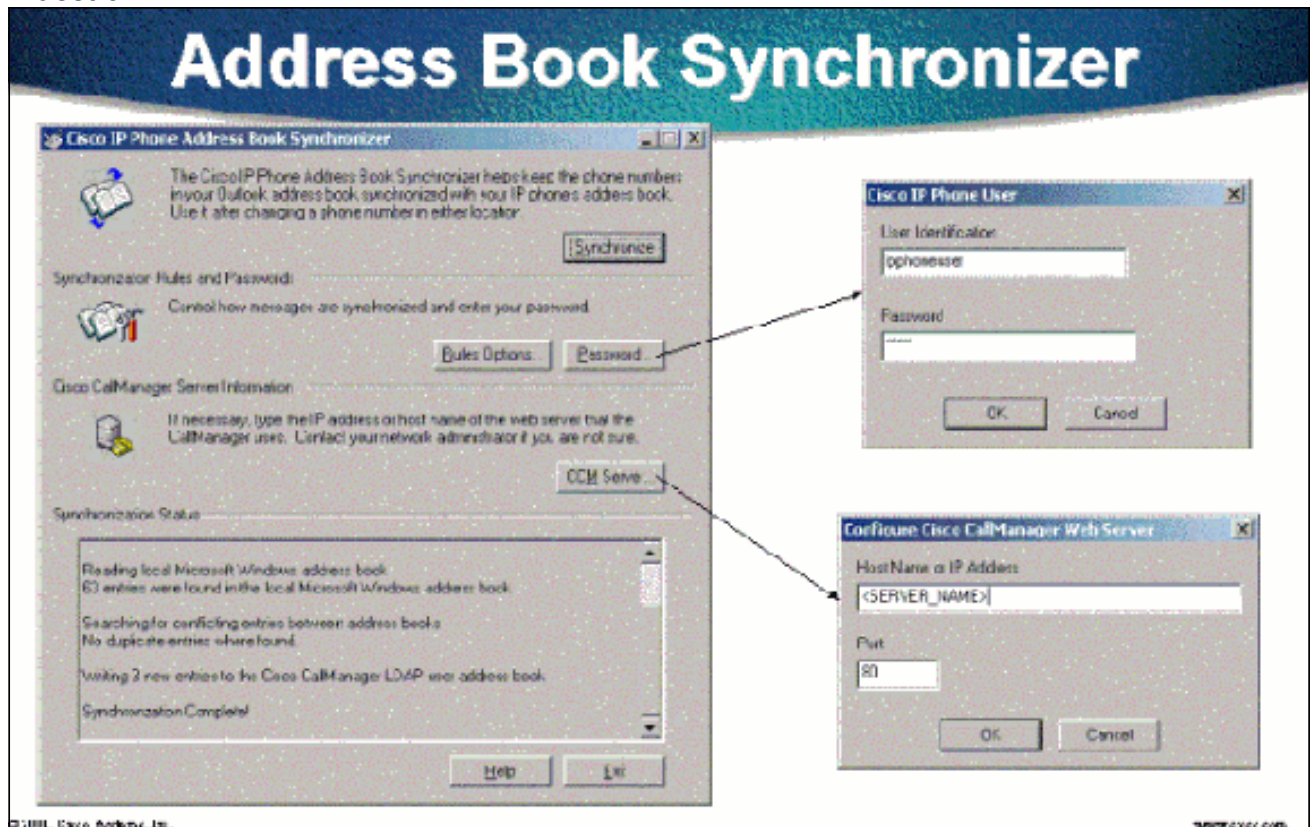 Address Book Synchronizer
Cisco IP Phone Address Book Synchronizer
The Cisco IP Phone Address Book Synchronizer helps keep the phone numbers
in your Outlook address book synchronized with your IP phone's address book.
Use it after changing a phone number in either location.
Synchronize
Synchronization Rules and Passwords
Control how messages are synchronized and enter your password.
Rules Options...
Password...
Cisco CallManager Server Information
If necessary, type the IP address or host name of the web server that the
CallManager uses. Contact your network administrator if you are not sure.
CCM Server...
Synchronization Status
Reading local Microsoft Windows address book
63 entries were found in the local Microsoft Windows address book.
Searching for conflicting entries between address books
No duplicate entries where found.
Writing 3 new entries to the Cisco CallManager LDAP user address book.
Synchronization Complete!
Help
Exit
Cisco IP Phone User
User Identification
ipphoneuser
Password
OK
Cancel
Configure Cisco CallManager Web Server
Host Name or IP Address
<SERVER_NAME>
Port
80
OK
Cancel
Cisco Systems, Inc.